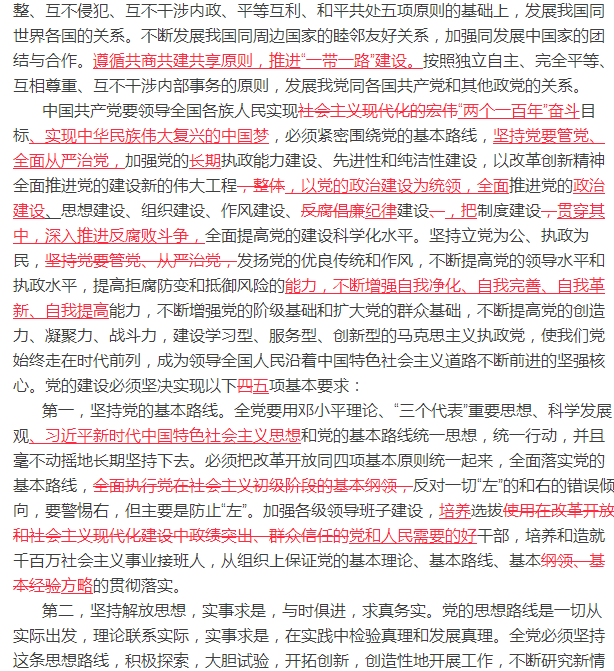 整、互不侵犯、互不干涉内政、平等互利、和平共处五项原则的基础上，发展我国同
世界各国的关系。不断发展我国同周边国家的睦邻友好关系，加强同发展中国家的团
结与合作。遵循共商共建共享原则，推进“一带一路”建设。按照独立自主、完全平等、
互相尊重、互不干涉内部事务的原则，发展我党同各国共产党和其他政党的关系。
中国共产党要领导全国各族人民实现社会主义现代化的宏伟“两个一百年”奋斗目
标、实现中华民族伟大复兴的中国梦，必须紧密围绕党的基本路线，坚持党要管党、
全面从严治党，加强党的长期执政能力建设、先进性和纯洁性建设，以改革创新精神
全面推进党的建设新的伟大工程，整体，以党的政治建设为统领，全面推进党的政治
建设、思想建设、组织建设、作风建设、反腐倡廉纪律建设、，把制度建设，贯穿其
中，深入推进反腐败斗争，全面提高党的建设科学化水平。坚持立党为公、执政为
民，坚持党要管党、从严治党，发扬党的优良传统和作风，不断提高党的领导水平和
执政水平，提高拒腐防变和抵御风险的能力，不断增强自我净化、自我完善、自我革
新、自我提高能力，不断增强党的阶级基础和扩大党的群众基础，不断提高党的创造
力、凝聚力、战斗力，建设学习型、服务型、创新型的马克思主义执政党，使我们党
始终走在时代前列，成为领导全国人民沿着中国特色社会主义道路不断前进的坚强核
心。党的建设必须坚决实现以下四五项基本要求：
第一，坚持党的基本路线。全党要用邓小平理论、“三个代表”重要思想、科学发展
观、习近平新时代中国特色社会主义思想和党的基本路线统一思想，统一行动，并且
毫不动摇地长期坚持下去。必须把改革开放同四项基本原则统一起来，全面落实党的
基本路线，全面执行党在社会主义初级阶段的基本纲领，反对一切“左”的和右的错误倾
向，要警惕右，但主要是防止“左”。加强各级领导班子建设，培养选拔使用在改革开放
和社会主义现代化建设中政绩突出、群众信任的党和人民需要的好干部，培养和造就
千百万社会主义事业接班人，从组织上保证党的基本理论、基本路线、基本纲领、基
本经验方略的贯彻落实。
第二，坚持解放思想，实事求是，与时俱进，求真务实。党的思想路线是一切从
实际出发，理论联系实际，实事求是，在实践中检验真理和发展真理。全党必须坚持
这条思想路线，积极探索，大胆试验，开拓创新，创造性地开展工作，不断研究新情